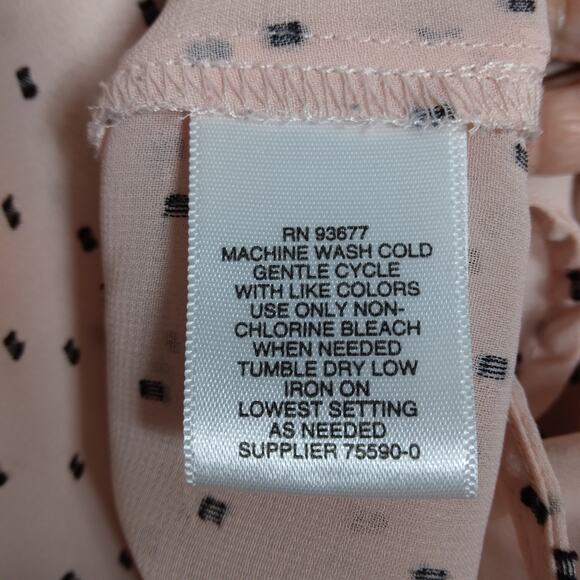 RN 93677
MACHINE WASH COLD
GENTLE CYCLE
WITH LIKE COLORS
USE ONLY NON-
CHLORINE BLEACH
WHEN NEEDED
TUMBLE DRY LOW
IRON ON
LOWEST SETTING
AS NEEDED
SUPPLIER 75590-0